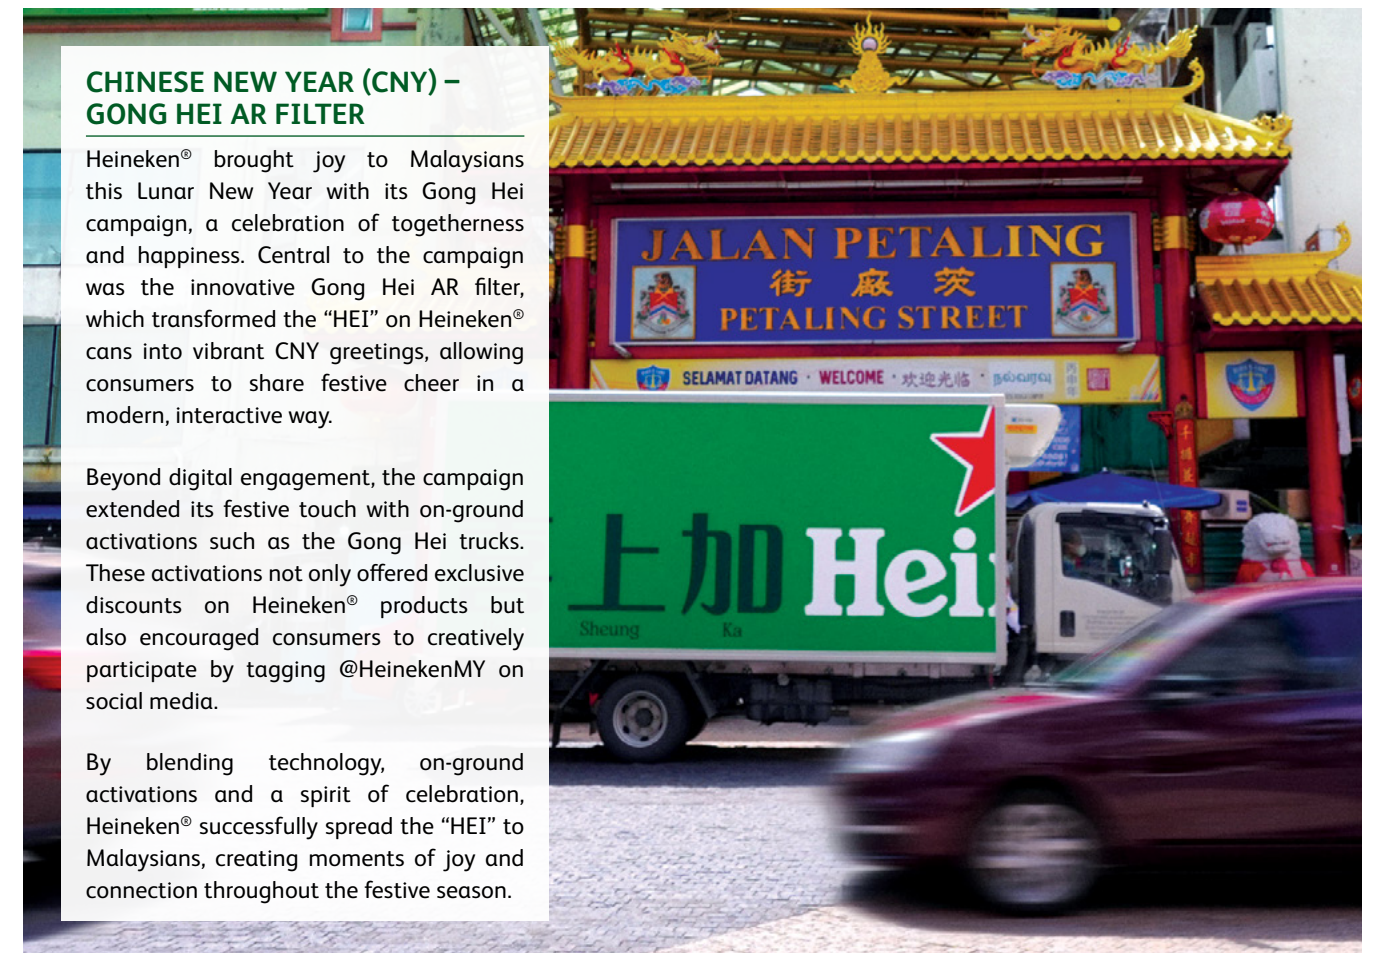 CHINESE NEW YEAR (CNY) –
GONG HEI AR FILTER
Heineken® brought joy to Malaysians
this Lunar New Year with its Gong Hei
campaign, a celebration of togetherness
and happiness. Central to the campaign
was the innovative Gong Hei AR filter,
which transformed the “HEI” on Heineken®
cans into vibrant CNY greetings, allowing
consumers to share festive cheer in a
modern, interactive way.
Beyond digital engagement, the campaign
extended its festive touch with on-ground
activations such as the Gong Hei trucks.
These activations not only offered exclusive
discounts on Heineken® products but
also encouraged consumers to creatively
participate by tagging @HeinekenMY on
social media.
By blending technology, on-ground
activations and a spirit of celebration,
Heineken® successfully spread the “HEI” to
Malaysians, creating moments of joy and
connection throughout the festive season.
JALAN PETALING
街 廠 茨
PETALING STREET
SELAMAT DATANG · WELCOME · 欢迎光临 · நல்வரவு
上加 Hei
Sheung Ka